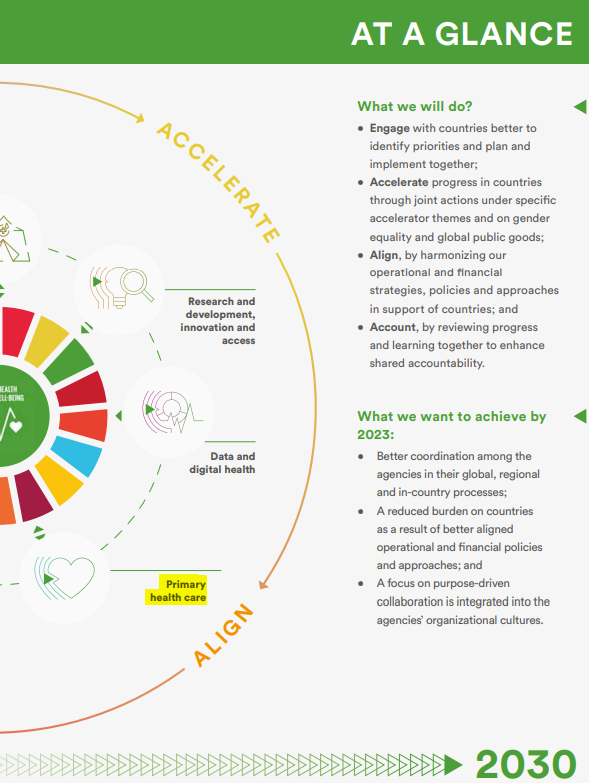 AT A GLANCE
ACCELERATE
What we will do?
• Engage with countries better to
identify priorities and plan and
implement together;
• Accelerate progress in countries
through joint actions under specific
accelerator themes and on gender
equality and global public goods;
• Align, by harmonizing our
operational and financial
strategies, policies and approaches
in support of countries; and
• Account, by reviewing progress
and learning together to enhance
shared accountability.
What we want to achieve by
2023:
• Better coordination among the
agencies in their global, regional
and in-country processes;
• A reduced burden on countries
as a result of better aligned
operational and financial policies
and approaches; and
• A focus on purpose-driven
collaboration is integrated into the
agencies' organizational cultures.
Research and
development,
innovation and
access
Data and
digital health
Primary
health care
ALIGN
2030